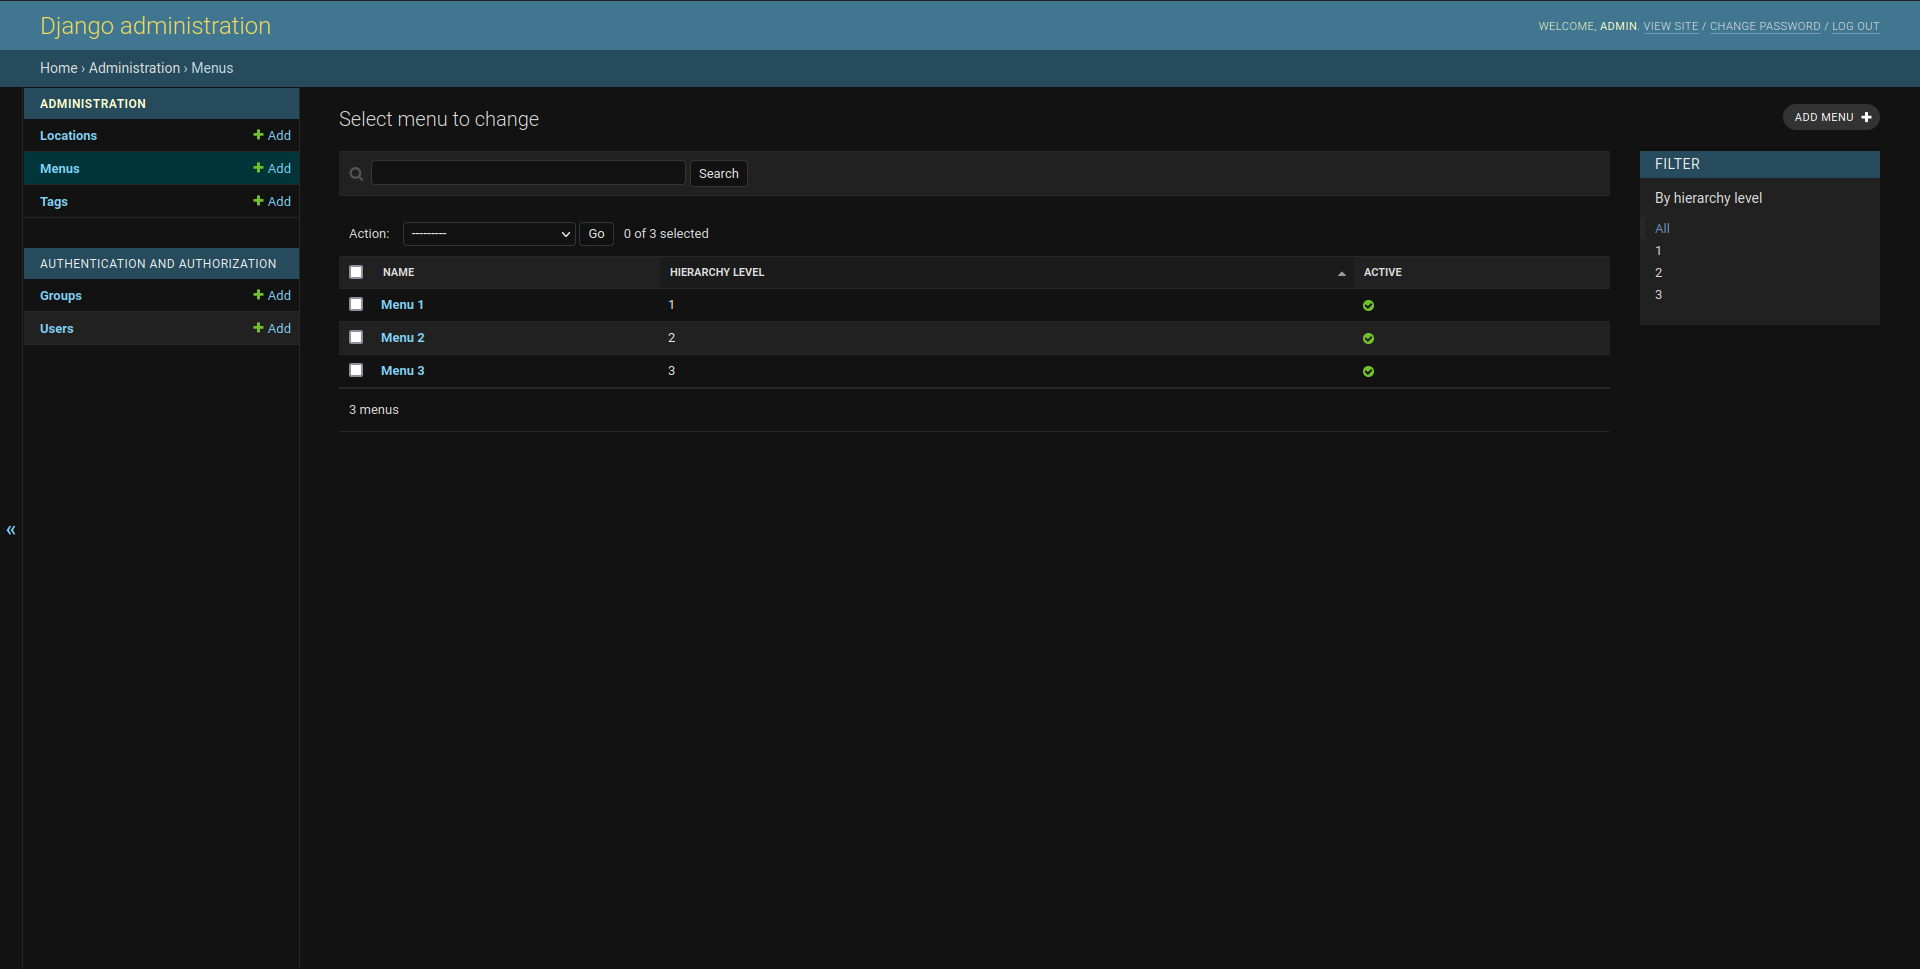 Django administration
WELCOME, ADMIN. VIEW SITE / CHANGE PASSWORD / LOG OUT
Home › Administration › Menus
ADMINISTRATION
Locations
Add
Menus
Add
Tags
Add
AUTHENTICATION AND AUTHORIZATION
Groups
Add
Users
Add
«
Select menu to change
ADD MENU
Search
Action: --------- Go 0 of 3 selected
NAME HIERARCHY LEVEL ACTIVE
Menu 1 1
Menu 2 2
Menu 3 3
3 menus
FILTER
By hierarchy level
All
1
2
3